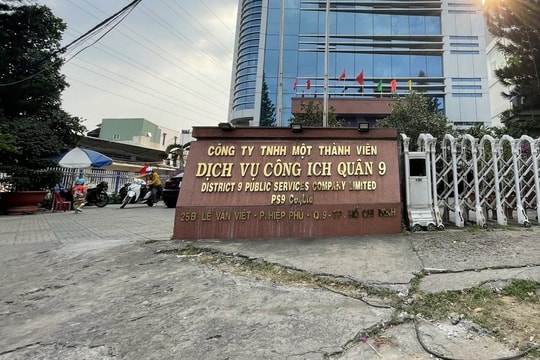 CÔNG TY TNHH MỘT THÀNH VIÊN
DỊCH VỤ CÔNG ÍCH QUẬN 9
DISTRICT 9 PUBLIC SERVICES COMPANY LIMITED
PS9 Co.,Ltd
25B LÊ VĂN VIỆT - P. HIỆP PHÚ - Q.9 - TP. HỒ CHÍ MINH